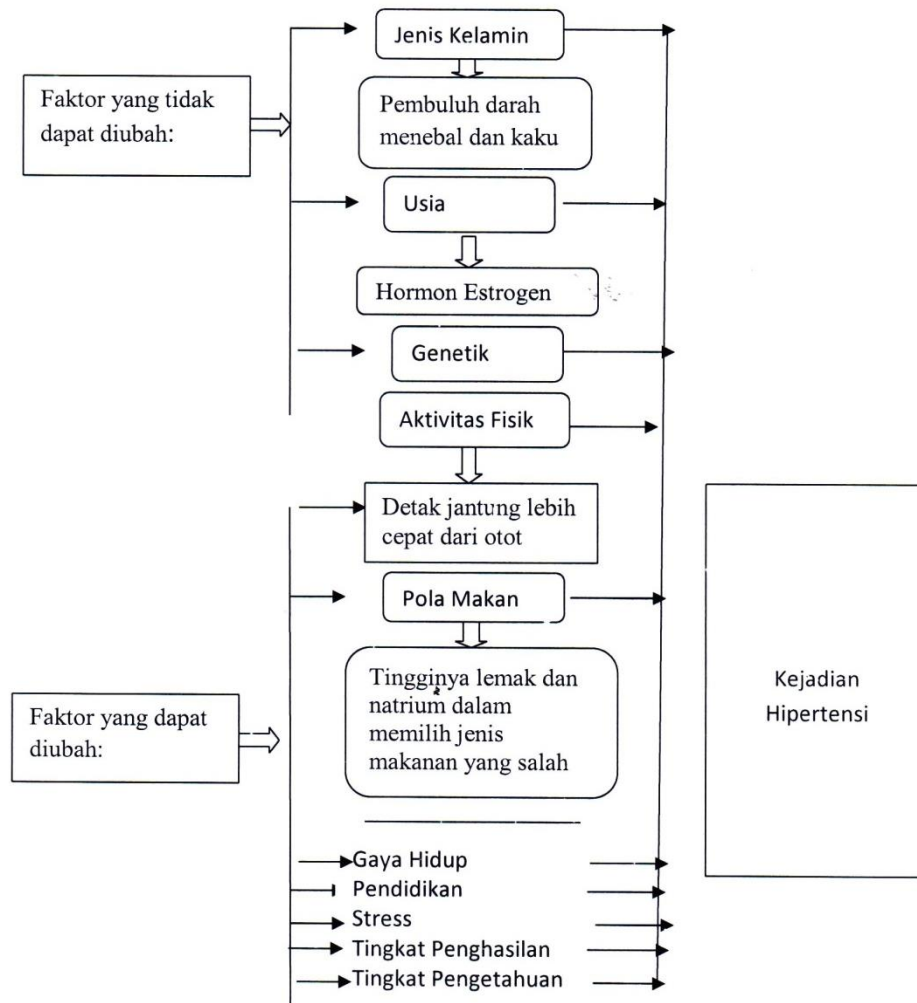 Jenis Kelamin
Faktor yang tidak
dapat diubah:
Pembuluh darah
menebal dan kaku
Usia
Hormon Estrogen
Genetik
Aktivitas Fisik
Detak jantung lebih
cepat dari otot
Pola Makan
Tingginya lemak dan
natrium dalam
memilih jenis
makanan yang salah
Faktor yang dapat
diubah:
Kejadian
Hipertensi
Gaya Hidup
Pendidikan
Stress
Tingkat Penghasilan
Tingkat Pengetahuan